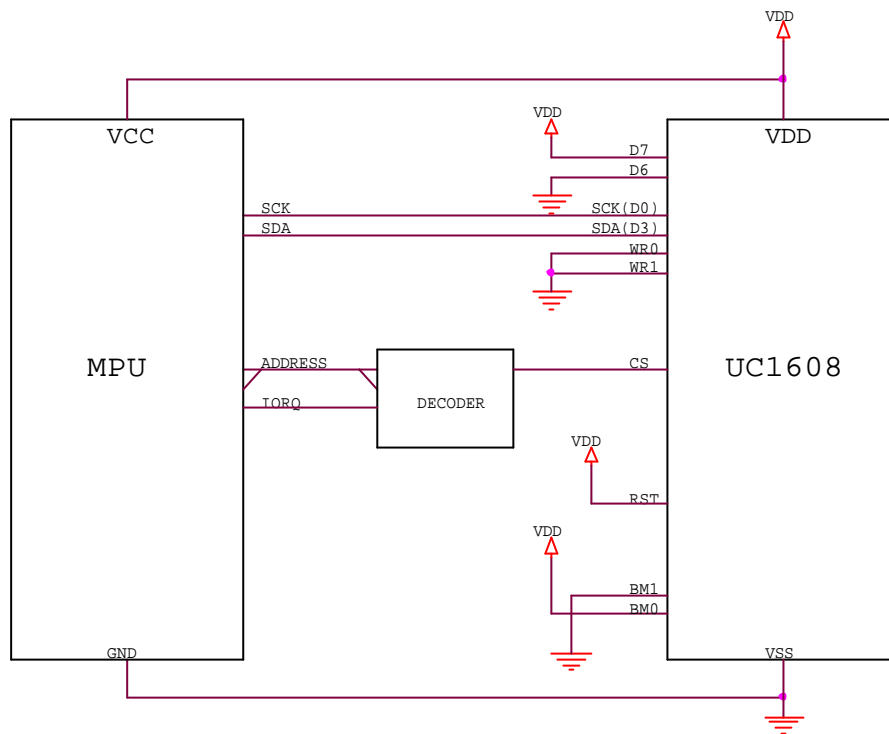 VDD
VCC
VDD
VDD
D7
D6
SCK
SCK(D0)
SDA
SDA(D3)
WR0
WR1
ADDRESS
CS
MPU
UC1608
IORQ
DECODER
VDD
RST
VDD
BM1
BM0
GND
VSS